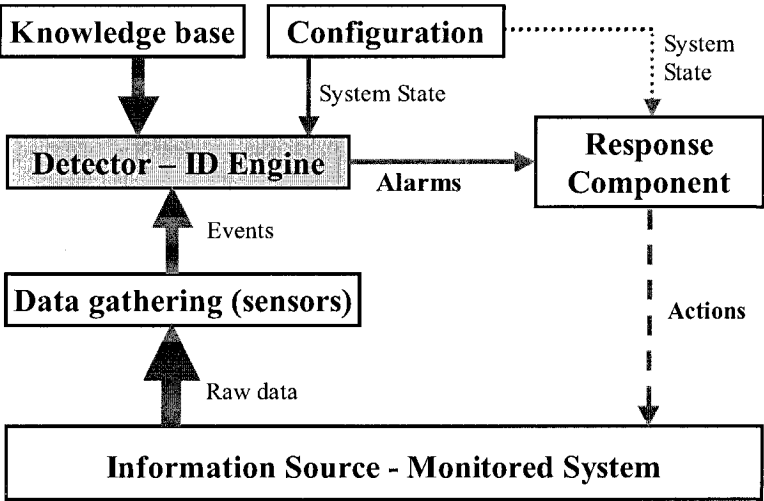 Knowledge base
Configuration
System
State
System State
Detector – ID Engine
Alarms
Response
Component
Events
Data gathering (sensors)
Actions
Raw data
Information Source - Monitored System